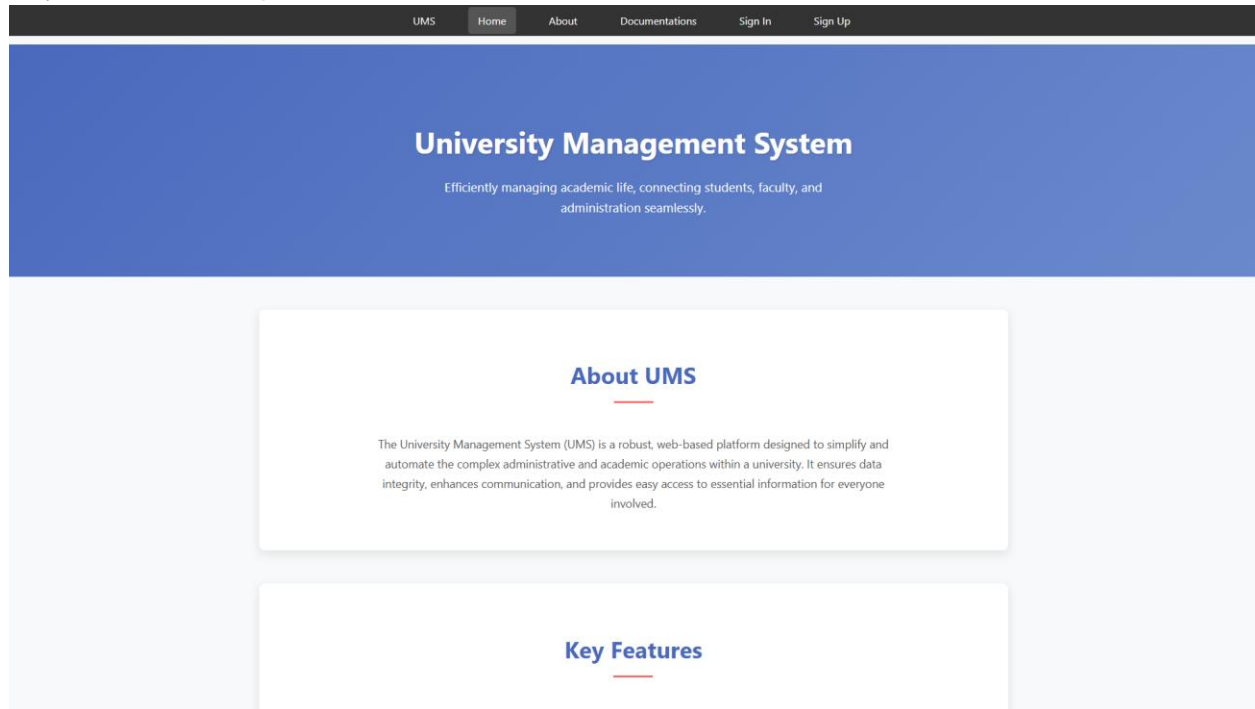 UMS Home About Documentations Sign In Sign Up
University Management System
Efficiently managing academic life, connecting students, faculty, and
administration seamlessly.
About UMS
The University Management System (UMS) is a robust, web-based platform designed to simplify and
automate the complex administrative and academic operations within a university. It ensures data
integrity, enhances communication, and provides easy access to essential information for everyone
involved.
Key Features